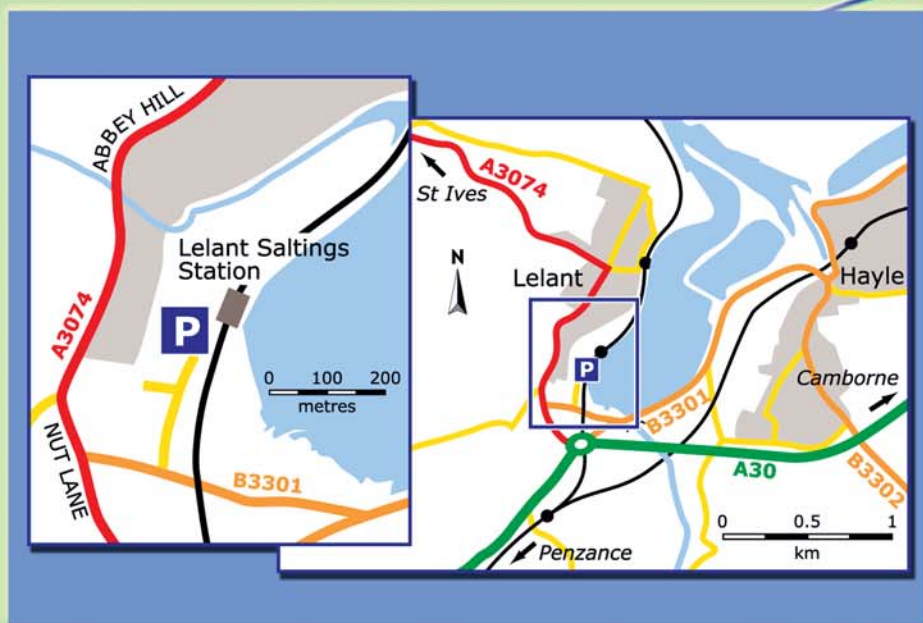 ABBEY HILL
Lelant Saltings
Station
A3074
P
0 100 200
metres
NUT LANE
B3301
A3074
St Ives
N
Lelant
Hayle
P
Camborne
B3301
A30
B3302
0 0.5 1
km
Penzance